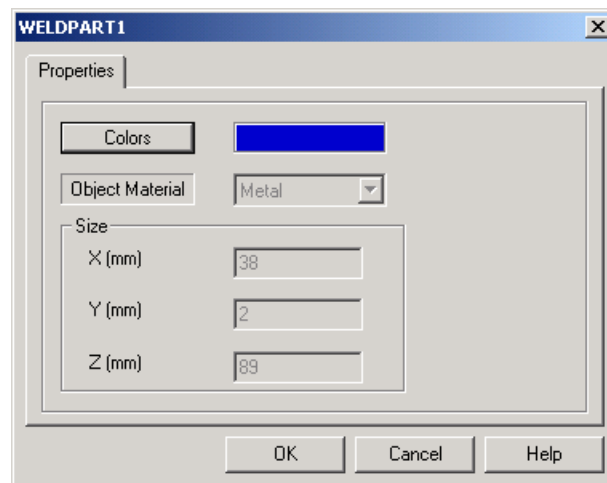 WELDPART1
Properties
Colors
Object Material Metal
Size
X (mm) 38
Y (mm) 2
Z (mm) 89
OK Cancel Help